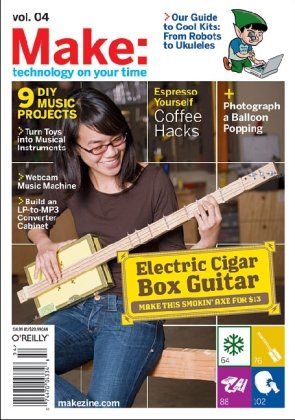 vol. 04
Make:
technology on your time
> Our Guide
to Cool Kits:
From Robots
to Ukuleles
9 DIY
MUSIC
PROJECTS
> Turn Toys
into Musical
Instruments
> Webcam
Music Machine
> Build an
LP-to-MP3
Converter
Cabinet
Espresso
Yourself
Coffee
Hacks
+
Photograph
a Balloon
Popping
Electric Cigar
Box Guitar
MAKE THIS SMOKIN' AXE FOR $13
64
76
88
102
O'REILLY
makezine.com